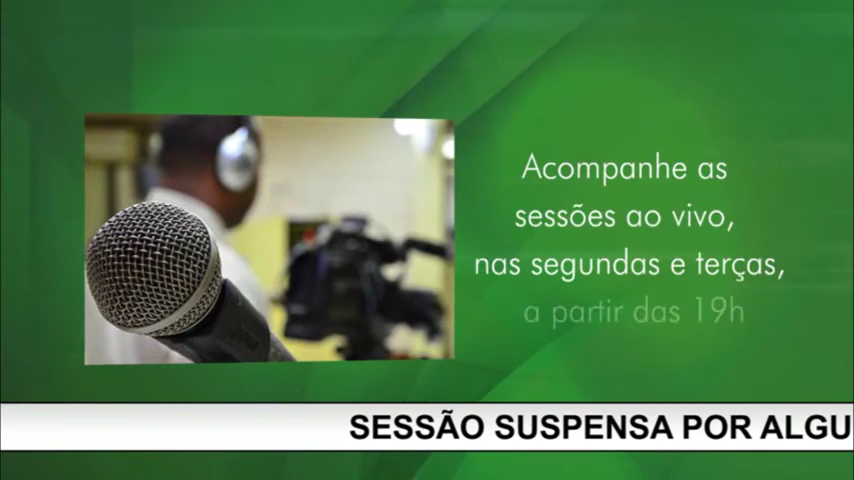 Acompanhe as
sessões ao vivo,
nas segundas e terças,
a partir das 19h
SESSÃO SUSPENSA POR ALGU